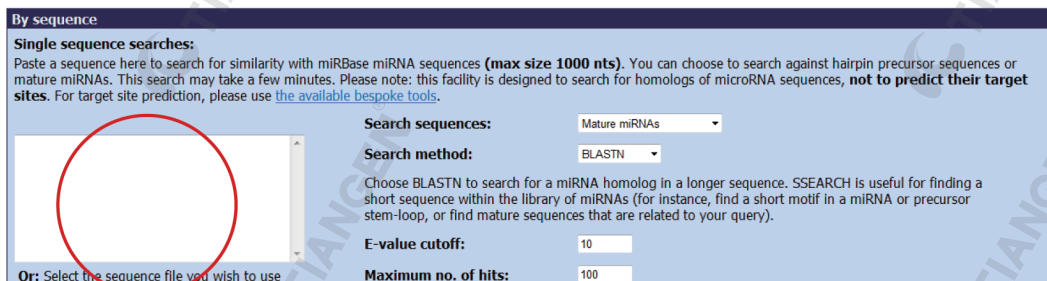 By sequence
Single sequence searches:
Paste a sequence here to search for similarity with miRBase miRNA sequences (max size 1000 nts). You can choose to search against hairpin precursor sequences or
mature miRNAs. This search may take a few minutes. Please note: this facility is designed to search for homologs of microRNA sequences, not to predict their target
sites. For target site prediction, please use the available bespoke tools.
Search sequences: Mature miRNAs
Search method: BLASTN
Choose BLASTN to search for a miRNA homolog in a longer sequence. SSEARCH is useful for finding a
short sequence within the library of miRNAs (for instance, find a short motif in a miRNA or precursor
stem-loop, or find mature sequences that are related to your query).
E-value cutoff: 10
Or: Select the sequence file you wish to use
Maximum no. of hits: 100
TIANGEN